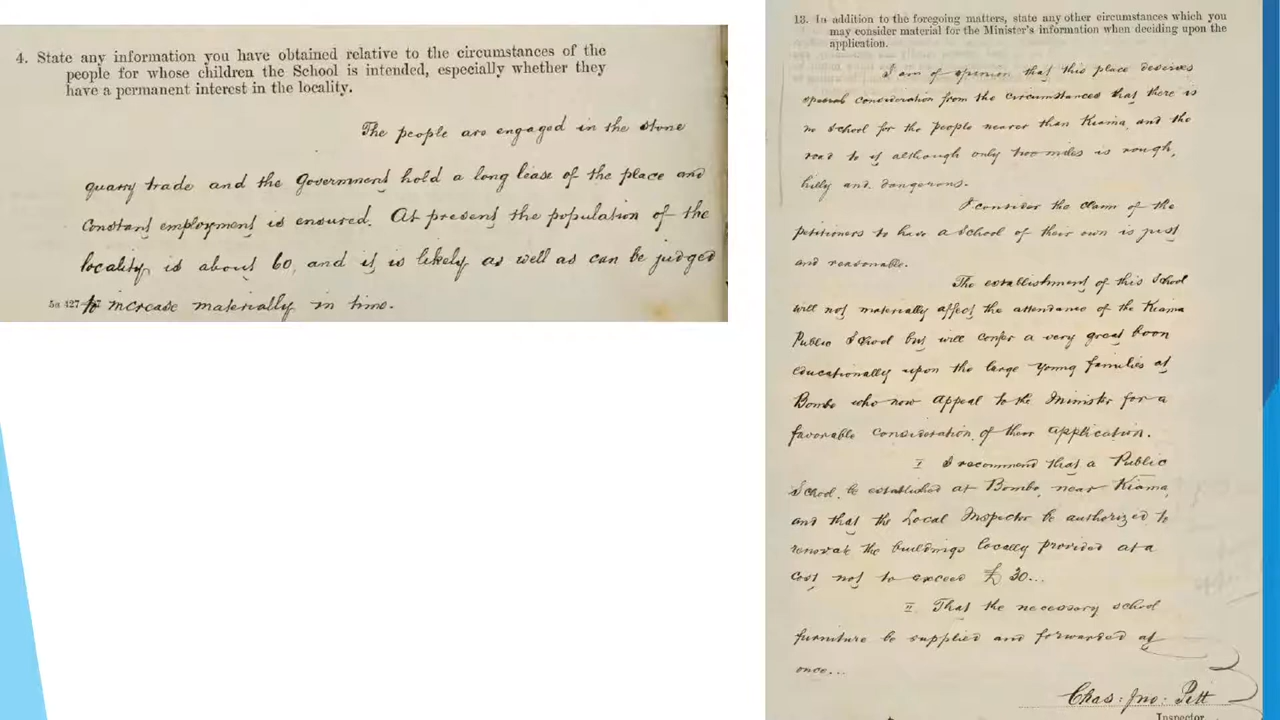 4. State any information you have obtained relative to the circumstances of the
people for whose children the School is intended, especially whether they
have a permanent interest in the locality.
The people are engaged in the stone
quarry trade and the Government hold a long lease of the place and
constant employment is ensured. At present the population of the
locality is about 60, and it is likely as well as can be judged
to increase materially in time.
13. In addition to the foregoing matters, state any other circumstances which you
may consider material for the Minister's information when deciding upon the
application.
I am of opinion that this place deserves
special consideration from the circumstances that there is
no School for the people nearer than Kiama, and the
road to it although only two miles is rough,
hilly and dangerous.
I consider the claim of the
petitioners to have a School of their own is just
and reasonable.
The establishment of this School
will not materially affect the attendance of the Kiama
Public School but will confer a very great boon
educationally upon the large young families at
Bombo who now appeal to the Minister for a
favorable consideration of their application.
I I recommend that a Public
School be established at Bombo, near Kiama,
and that the Local Inspector be authorized to
renovate the buildings locally provided at a
cost not to exceed £30...
II That the necessary school
furniture be supplied and forwarded at
once...
Chas: Jno: Pitt
Inspector